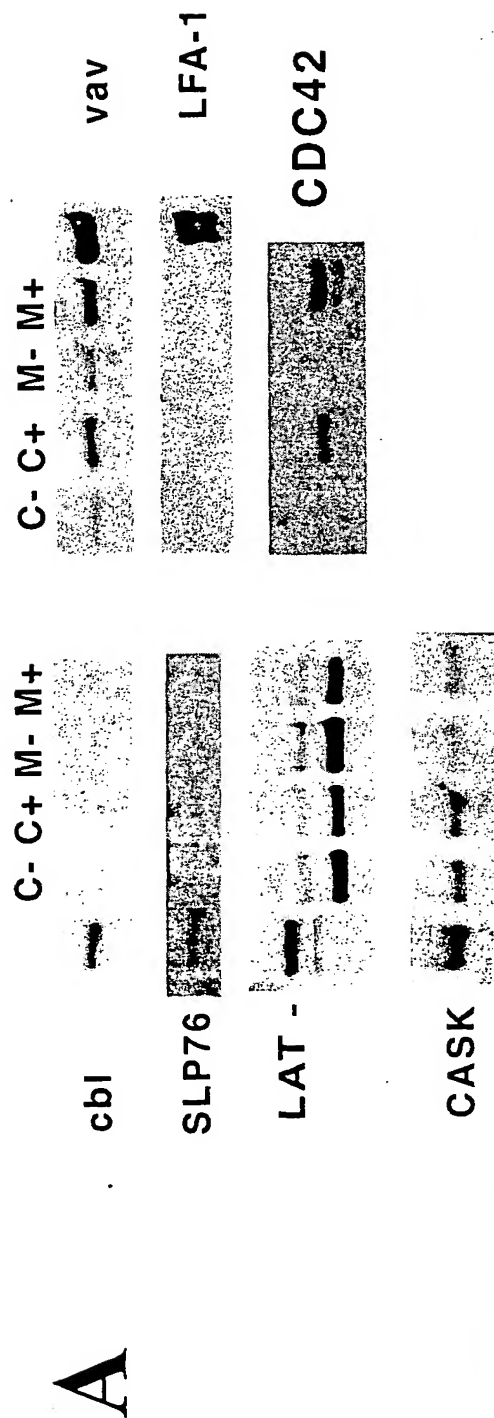 A
C- C+ M- M+
cbl
SLP76
LAT -
CASK
C- C+ M- M+
vav
LFA-1
CDC42